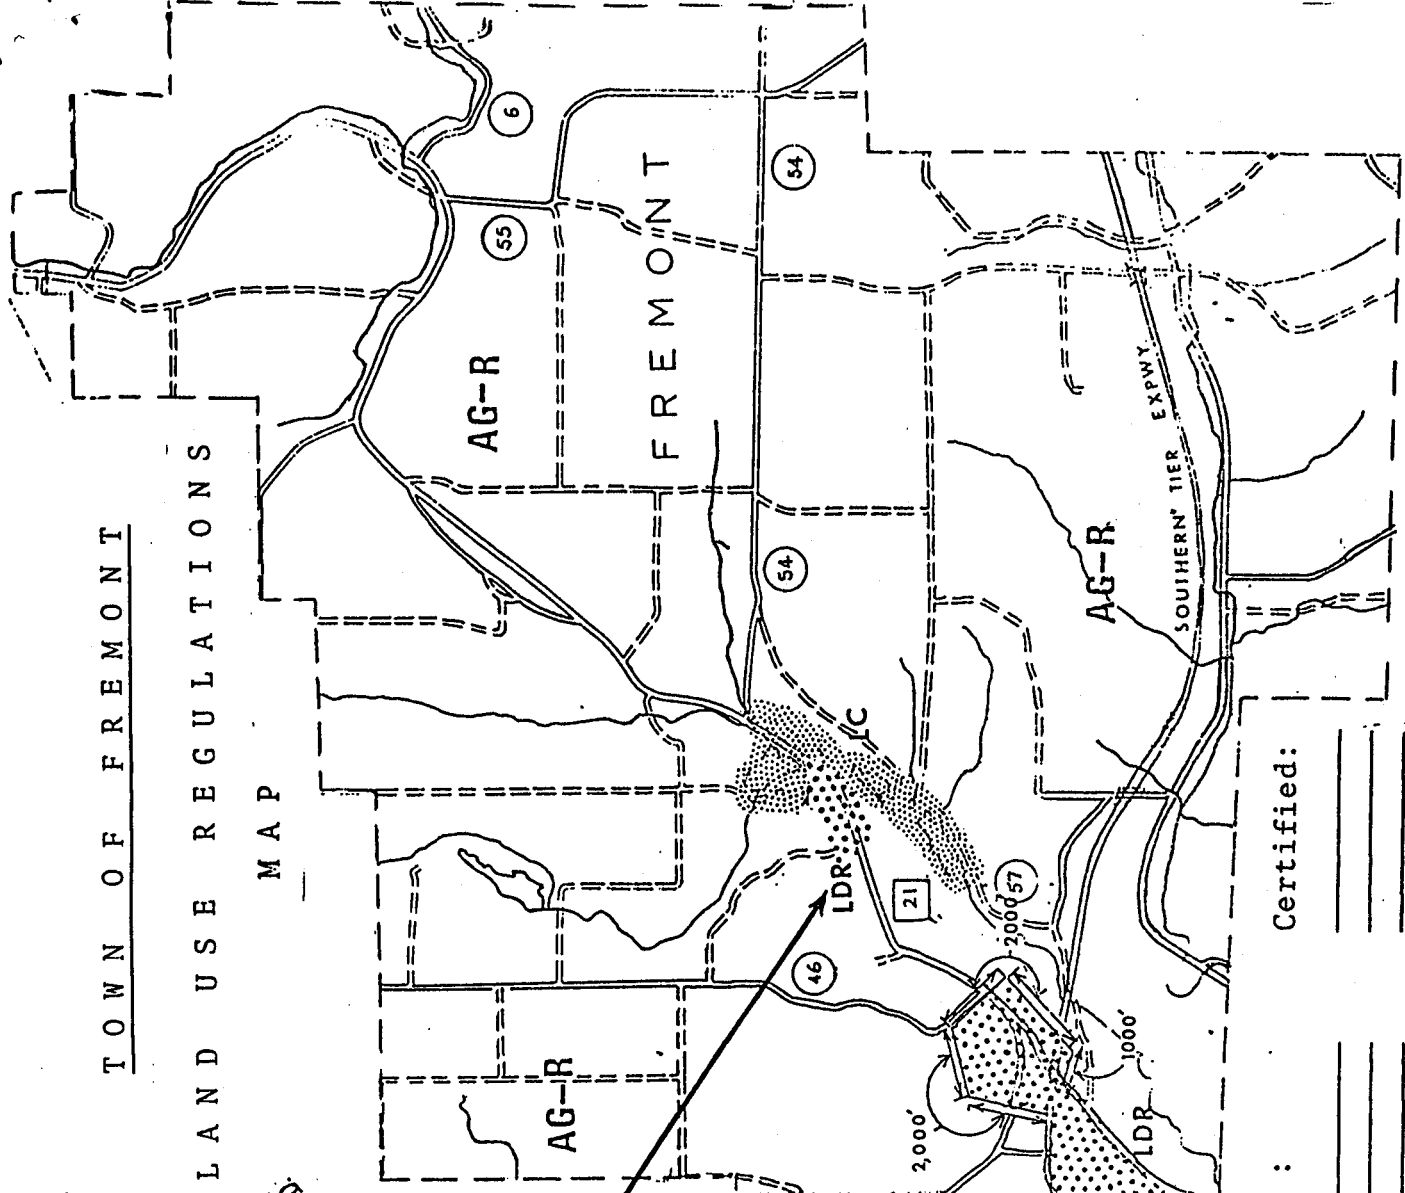 TOWN OF FREMONT
LAND USE REGULATIONS
MAP
AG-R
LDR
46
21
2,000'
AG-R
6
55
FREMONT
54
54
LC
57
2000'
1000'
LDR
AG-R
SOUTHERN TIER EXPWY
Certified:
: